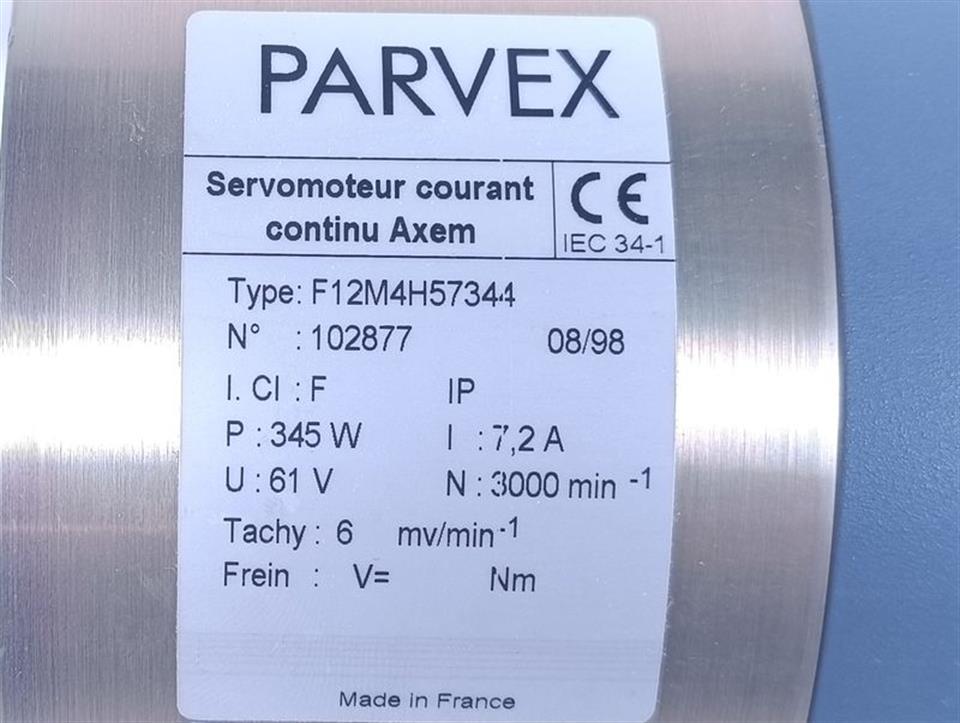 PARVEX
Servomoteur courant
continu Axem
CE
IEC 34-1
Type: F12M4H57344
N° : 102877 08/98
I. Cl : F IP
P : 345 W I : 7,2 A
U : 61 V N : 3000 min -1
Tachy : 6 mv/min-1
Frein : V= Nm
Made in France